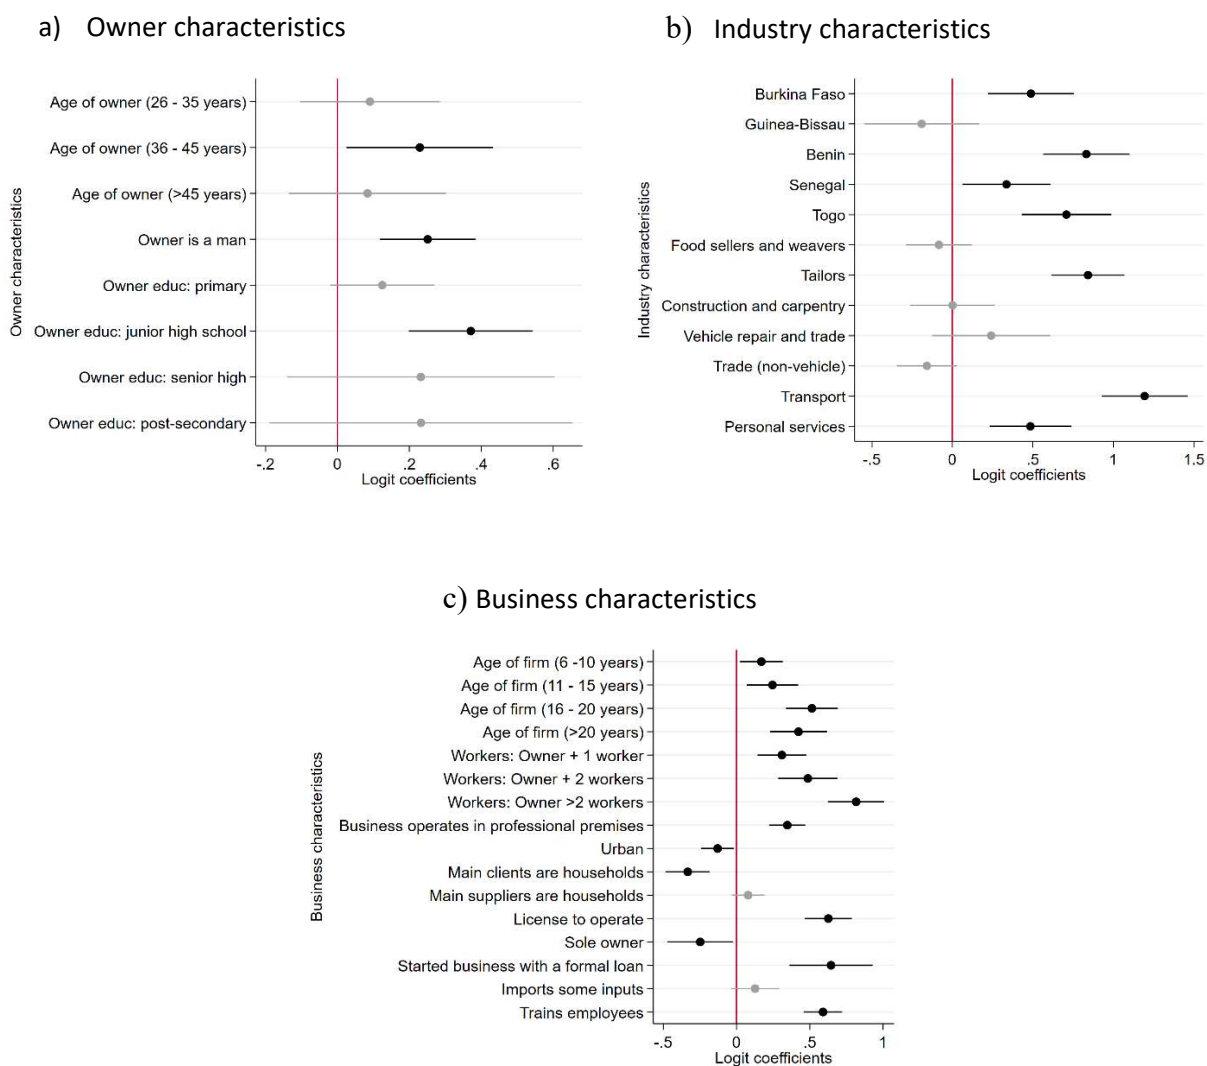 a) Owner characteristics
Owner characteristics
Age of owner (26 - 35 years)
Age of owner (36 - 45 years)
Age of owner (>45 years)
Owner is a man
Owner educ: primary
Owner educ: junior high school
Owner educ: senior high
Owner educ: post-secondary
-.2 0 .2 .4 .6
Logit coefficients
b) Industry characteristics
Industry characteristics
Burkina Faso
Guinea-Bissau
Benin
Senegal
Togo
Food sellers and weavers
Tailors
Construction and carpentry
Vehicle repair and trade
Trade (non-vehicle)
Transport
Personal services
-.5 0 .5 1 1.5
Logit coefficients
c) Business characteristics
Business characteristics
Age of firm (6 -10 years)
Age of firm (11 - 15 years)
Age of firm (16 - 20 years)
Age of firm (>20 years)
Workers: Owner + 1 worker
Workers: Owner + 2 workers
Workers: Owner >2 workers
Business operates in professional premises
Urban
Main clients are households
Main suppliers are households
License to operate
Sole owner
Started business with a formal loan
Imports some inputs
Trains employees
-.5 0 .5 1
Logit coefficients